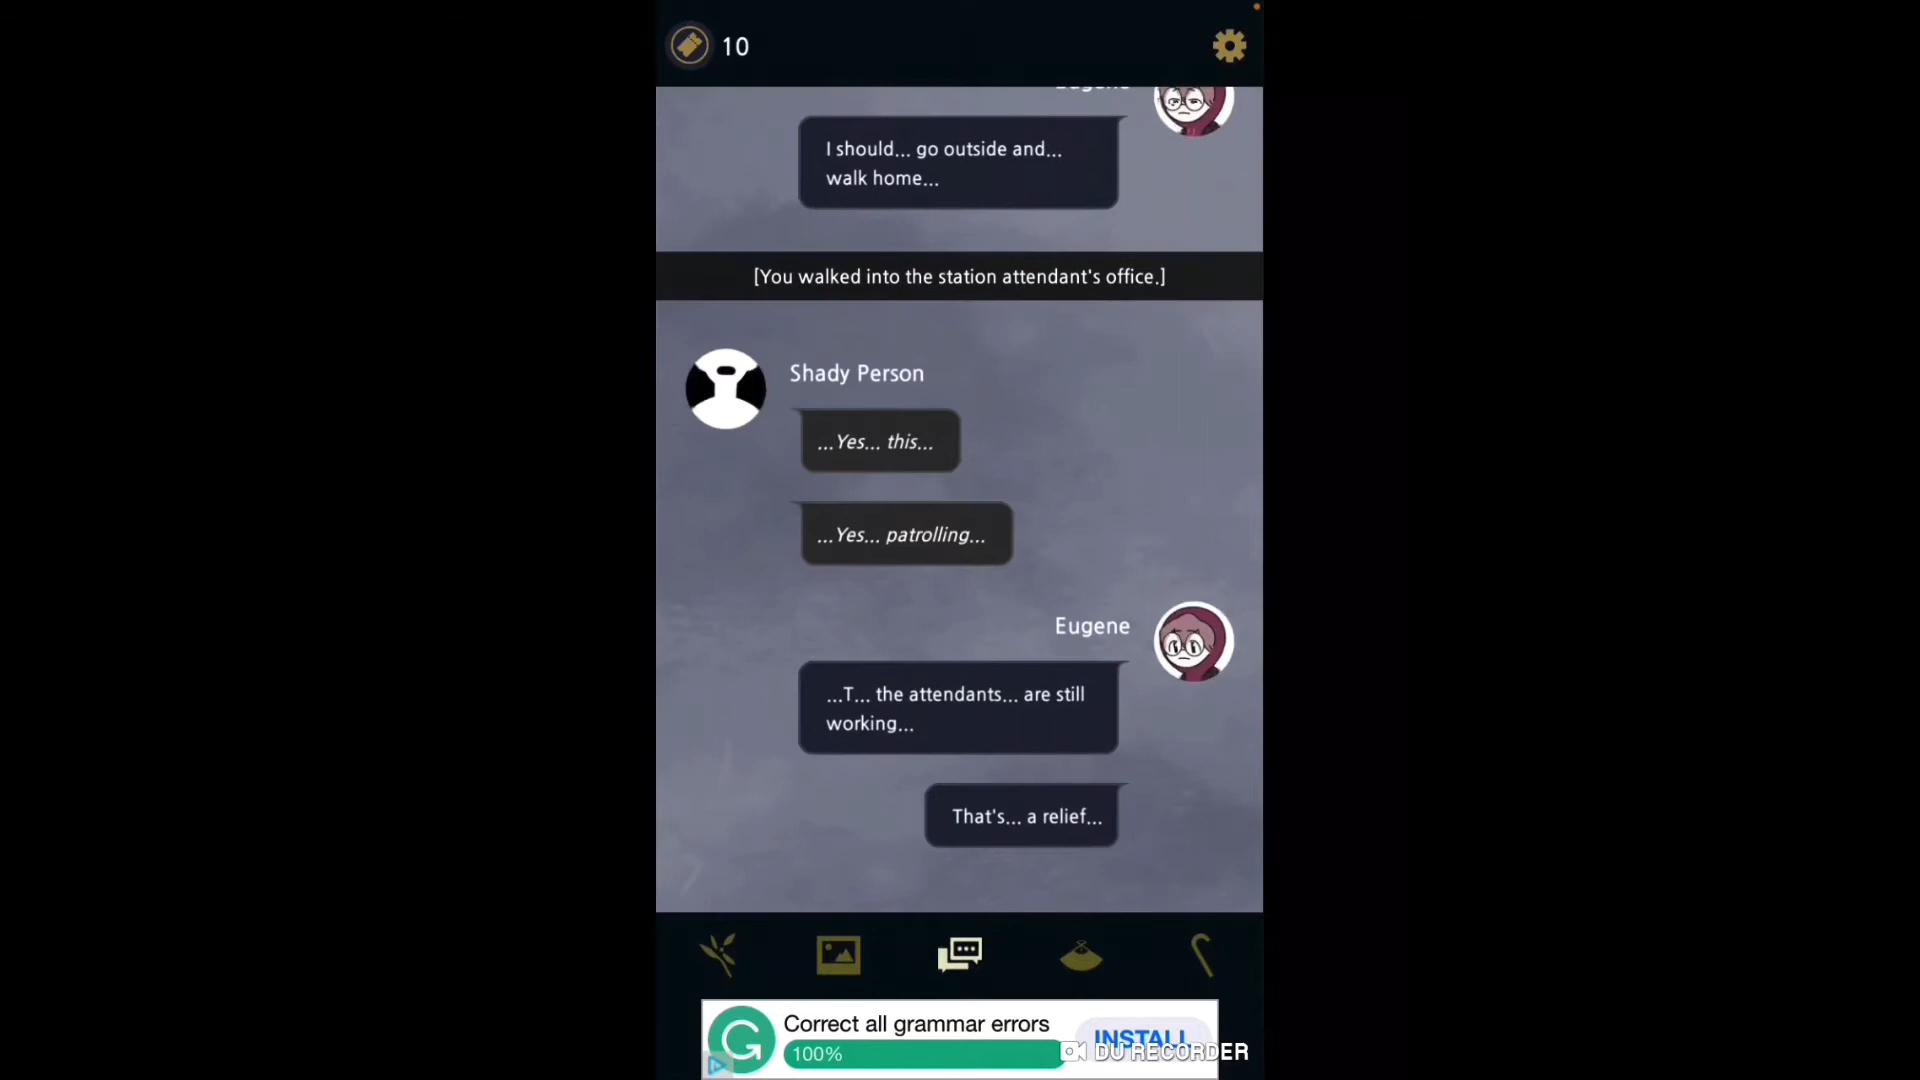 10
Eugene
I should... go outside and...
walk home...
[You walked into the station attendant's office.]
Shady Person
...Yes... this...
...Yes... patrolling...
Eugene
...T... the attendants... are still
working...
That's... a relief...
Correct all grammar errors
INSTALL
100%
DU RECORDER